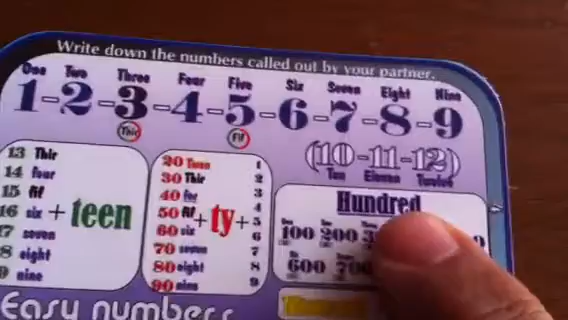 Write down the numbers called out by your partner.
One Two Three Four Five Six Seven Eight Nine
1-2-3-4-5-6-7-8-9
Thir Fif
(10-11-12)
Ten Eleven Twelve
13 Thir
14 four
15 fif
16 six
17 seven
8 eight
9 nine
+ teen
20 Twen
30 Thir
40 for
50 fif
60 six
70 seven
80 eight
90 nine
+ ty +
1
2
3
4
5
6
7
8
9
Hundred
100 200 3
600 700
Easy numbers